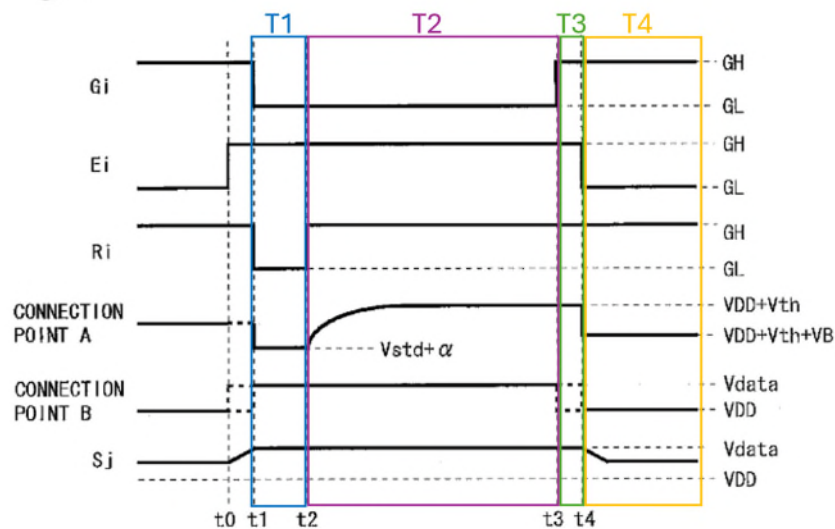 T1 T2 T3 T4
Gi GH
GL
Ei GH
GL
Ri GH
GL
CONNECTION POINT A VDD+Vth
Vstd+α VDD+Vth+VB
CONNECTION POINT B Vdata
VDD
Sj Vdata
VDD
t0 t1 t2 t3 t4